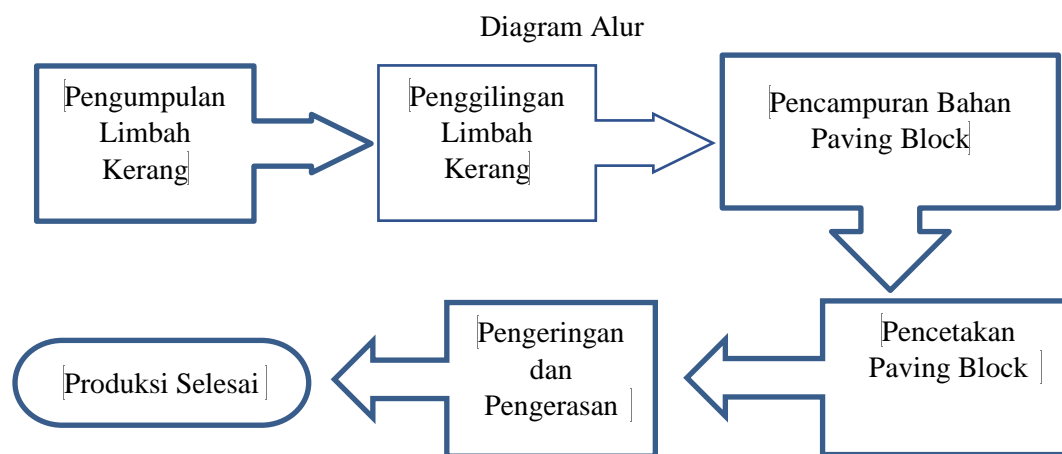 Diagram Alur
Pengumpulan
Limbah
Kerang
Penggilingan
Limbah
Kerang
Pencampuran Bahan
Paving Block
Pencetakan
Paving Block
Pengeringan
dan
Pengerasan
Produksi Selesai